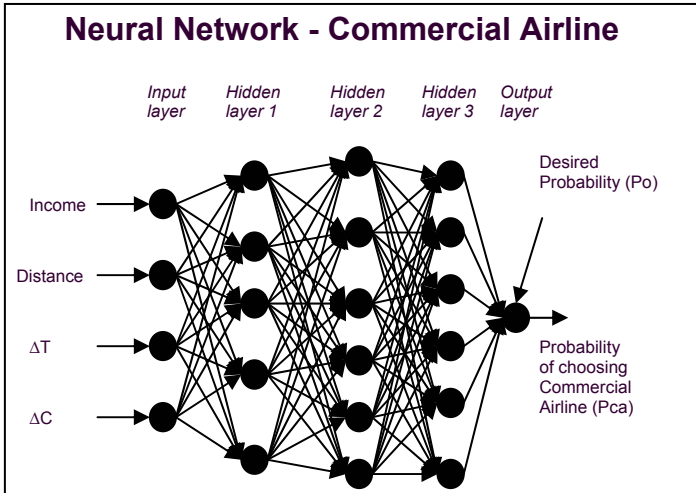 Neural Network - Commercial Airline
Input
layer
Hidden
layer 1
Hidden
layer 2
Hidden
layer 3
Output
layer
Desired
Probability (Po)
Income
Distance
ΔT
ΔC
Probability
of choosing
Commercial
Airline (Pca)